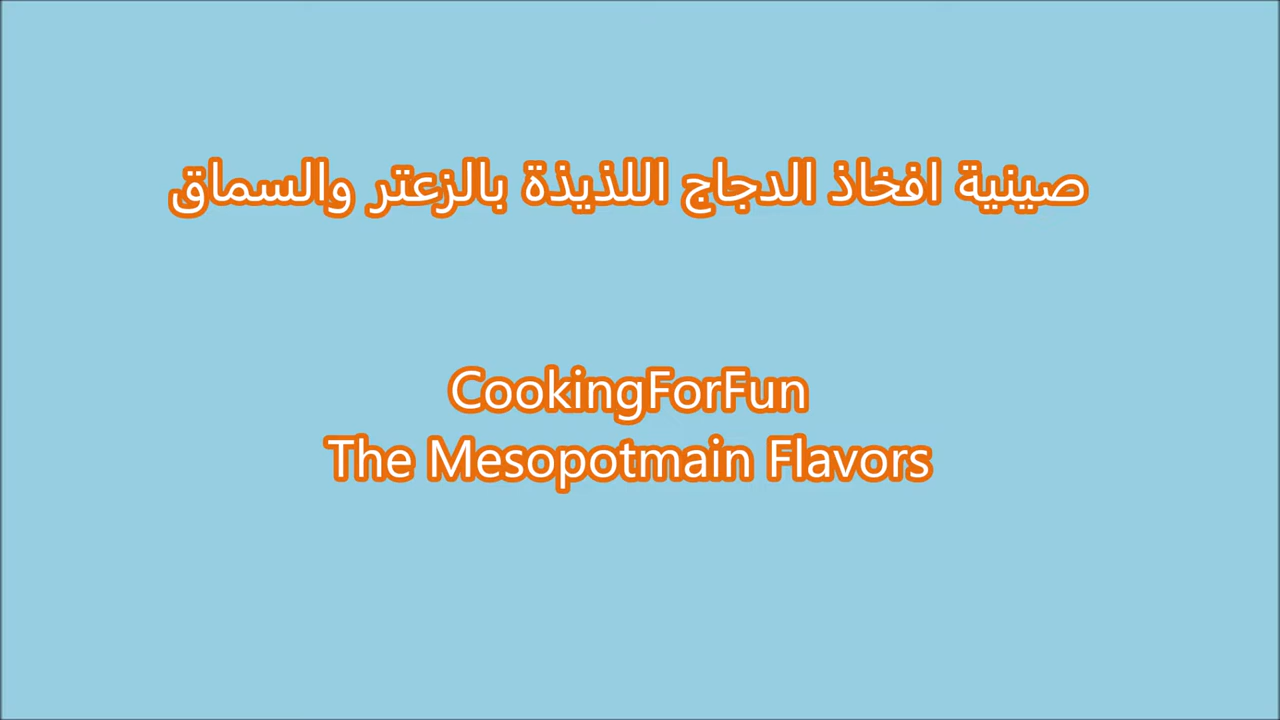 صينية افخاذ الدجاج اللذيذة بالزعتر والسماق
CookingForFun
The Mesopotmain Flavors